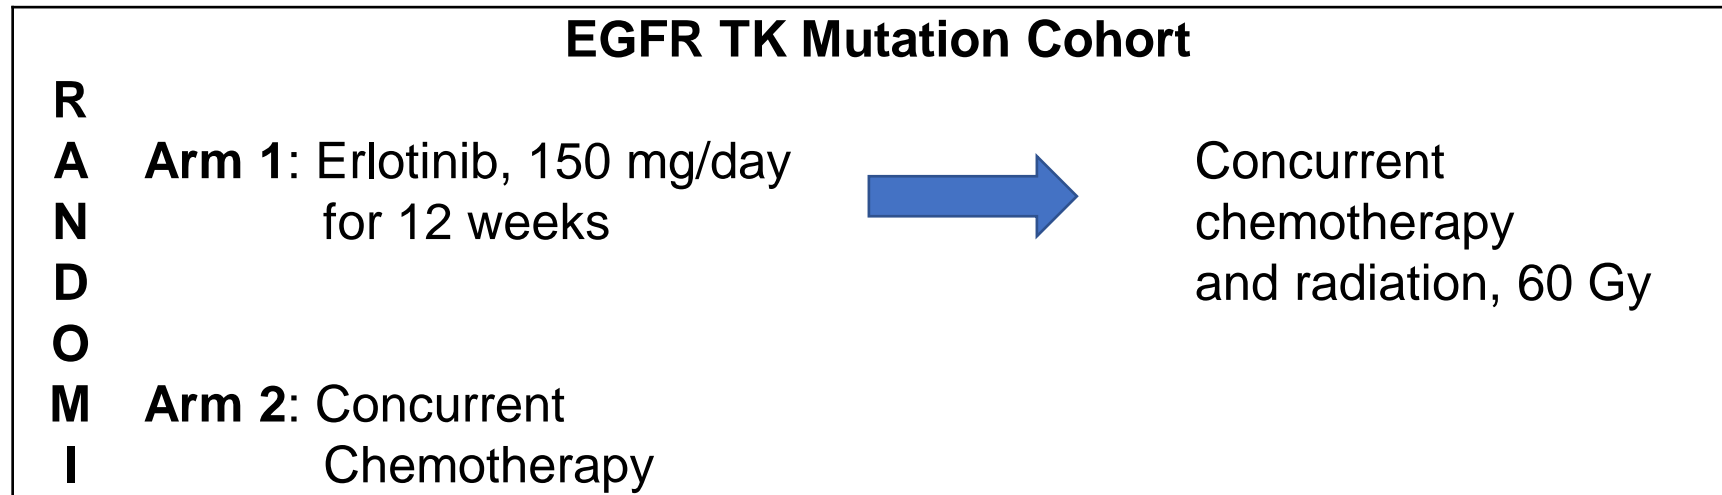 EGFR TK Mutation Cohort
R
A Arm 1: Erlotinib, 150 mg/day Concurrent
N for 12 weeks chemotherapy
D and radiation, 60 Gy
O
M Arm 2: Concurrent
I Chemotherapy